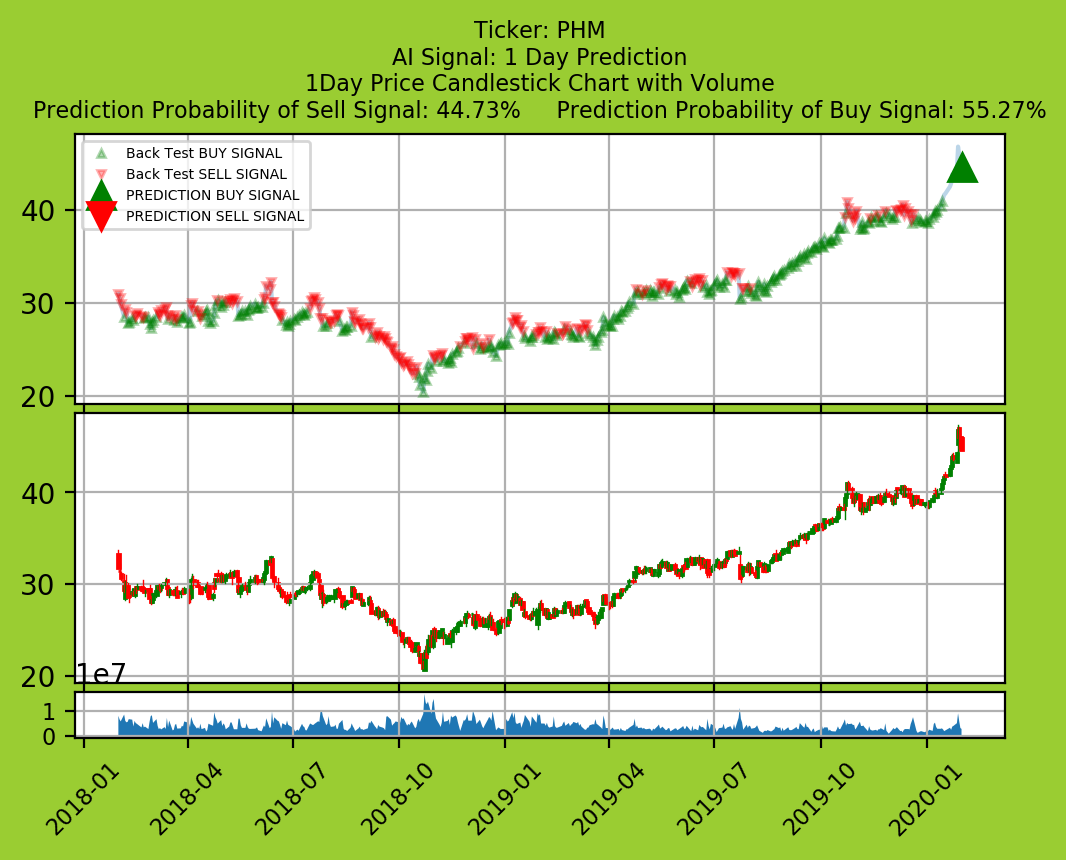 Ticker: PHM
AI Signal: 1 Day Prediction
1Day Price Candlestick Chart with Volume
Prediction Probability of Sell Signal: 44.73%     Prediction Probability of Buy Signal: 55.27%
Back Test BUY SIGNAL
Back Test SELL SIGNAL
PREDICTION BUY SIGNAL
PREDICTION SELL SIGNAL
40
30
20
40
30
20
1e7
1
0
2018-01
2018-04
2018-07
2018-10
2019-01
2019-04
2019-07
2019-10
2020-01